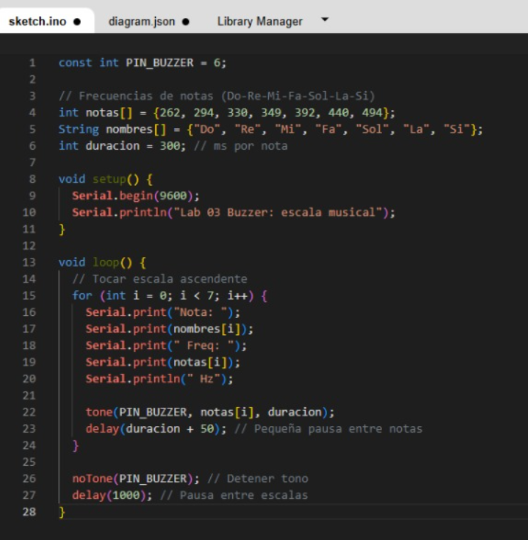 sketch.ino ● diagram.json ● Library Manager ▼
1 const int PIN_BUZZER = 6;
2
3 // Frecuencias de notas (Do-Re-Mi-Fa-Sol-La-Si)
4 int notas[] = {262, 294, 330, 349, 392, 440, 494};
5 String nombres[] = {"Do", "Re", "Mi", "Fa", "Sol", "La", "Si"};
6 int duracion = 300; // ms por nota
7
8 void setup() {
9   Serial.begin(9600);
10   Serial.println("Lab 03 Buzzer: escala musical");
11 }
12
13 void loop() {
14   // Tocar escala ascendente
15   for (int i = 0; i < 7; i++) {
16     Serial.print("Nota: ");
17     Serial.print(nombres[i]);
18     Serial.print(" Freq: ");
19     Serial.print(notas[i]);
20     Serial.println(" Hz");
21
22     tone(PIN_BUZZER, notas[i], duracion);
23     delay(duracion + 50); // Pequeña pausa entre notas
24   }
25
26   noTone(PIN_BUZZER); // Detener tono
27   delay(1000); // Pausa entre escalas
28 }